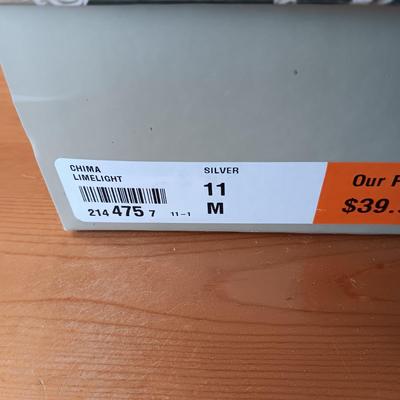 CHIMA
LIMELIGHT
SILVER
11
M
214 475 7 11-1
Our
$39.